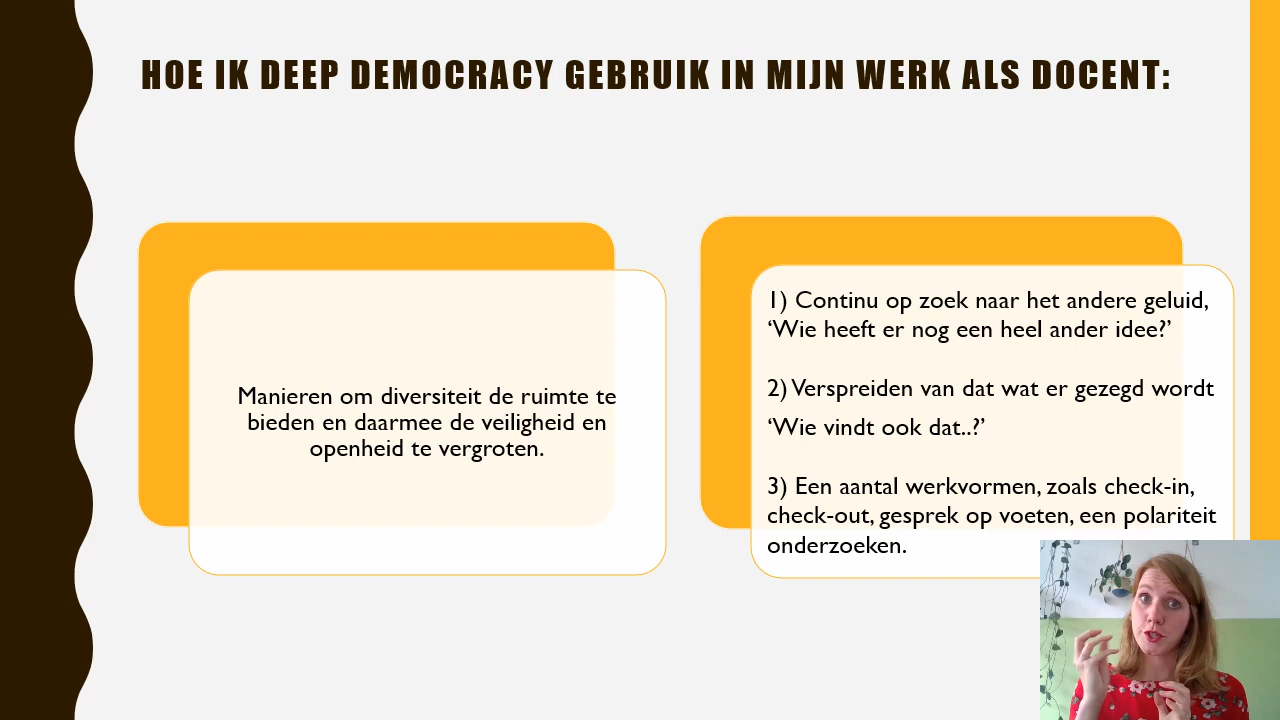 HOE IK DEEP DEMOCRACY GEBRUIK IN MIJN WERK ALS DOCENT:
Manieren om diversiteit de ruimte te
bieden en daarmee de veiligheid en
openheid te vergroten.
1) Continu op zoek naar het andere geluid,
‘Wie heeft er nog een heel ander idee?’
2) Verspreiden van dat wat er gezegd wordt
‘Wie vindt ook dat..?’
3) Een aantal werkvormen, zoals check-in,
check-out, gesprek op voeten, een polariteit
onderzoeken.